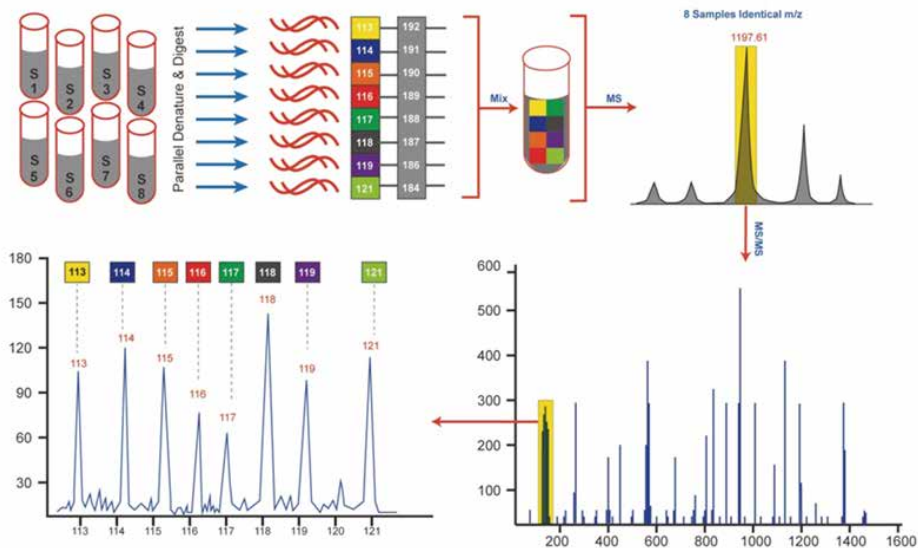 S
1
S
2
S
3
S
4
S
5
S
6
S
7
S
8
Parallel Denature & Digest
113 192
114 191
115 190
116 189
117 188
118 187
119 186
121 184
Mix
MS
8 Samples Identical m/z
1197.61
MS/MS
180
150
120
90
60
30
113 114 115 116 117 118 119 121
113
114
115
116
117
118
119
121
113 114 115 116 117 118 119 120 121
600
500
400
300
200
100
200 400 600 800 1000 1200 1400 1600